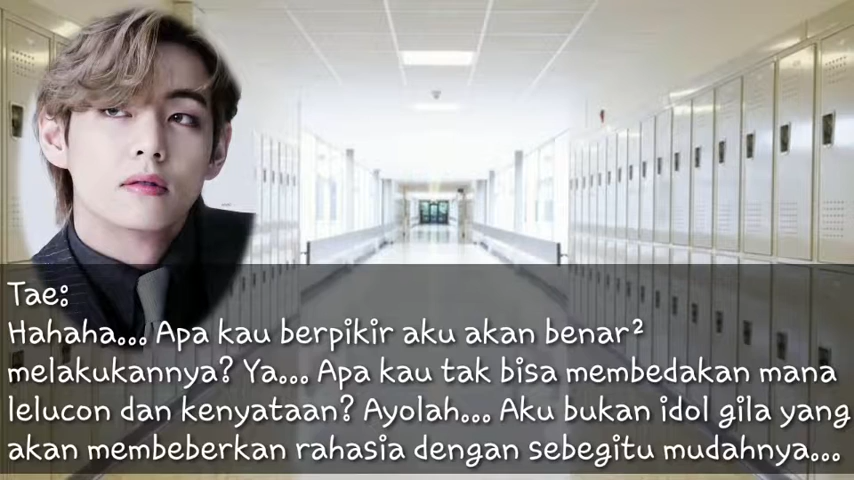 Tae:
Hahaha... Apa kau berpikir aku akan benar²
melakukannya? Ya... Apa kau tak bisa membedakan mana
lelucon dan kenyataan? Ayolah... Aku bukan idol gila yang
akan membeberkan rahasia dengan sebegitu mudahnya...